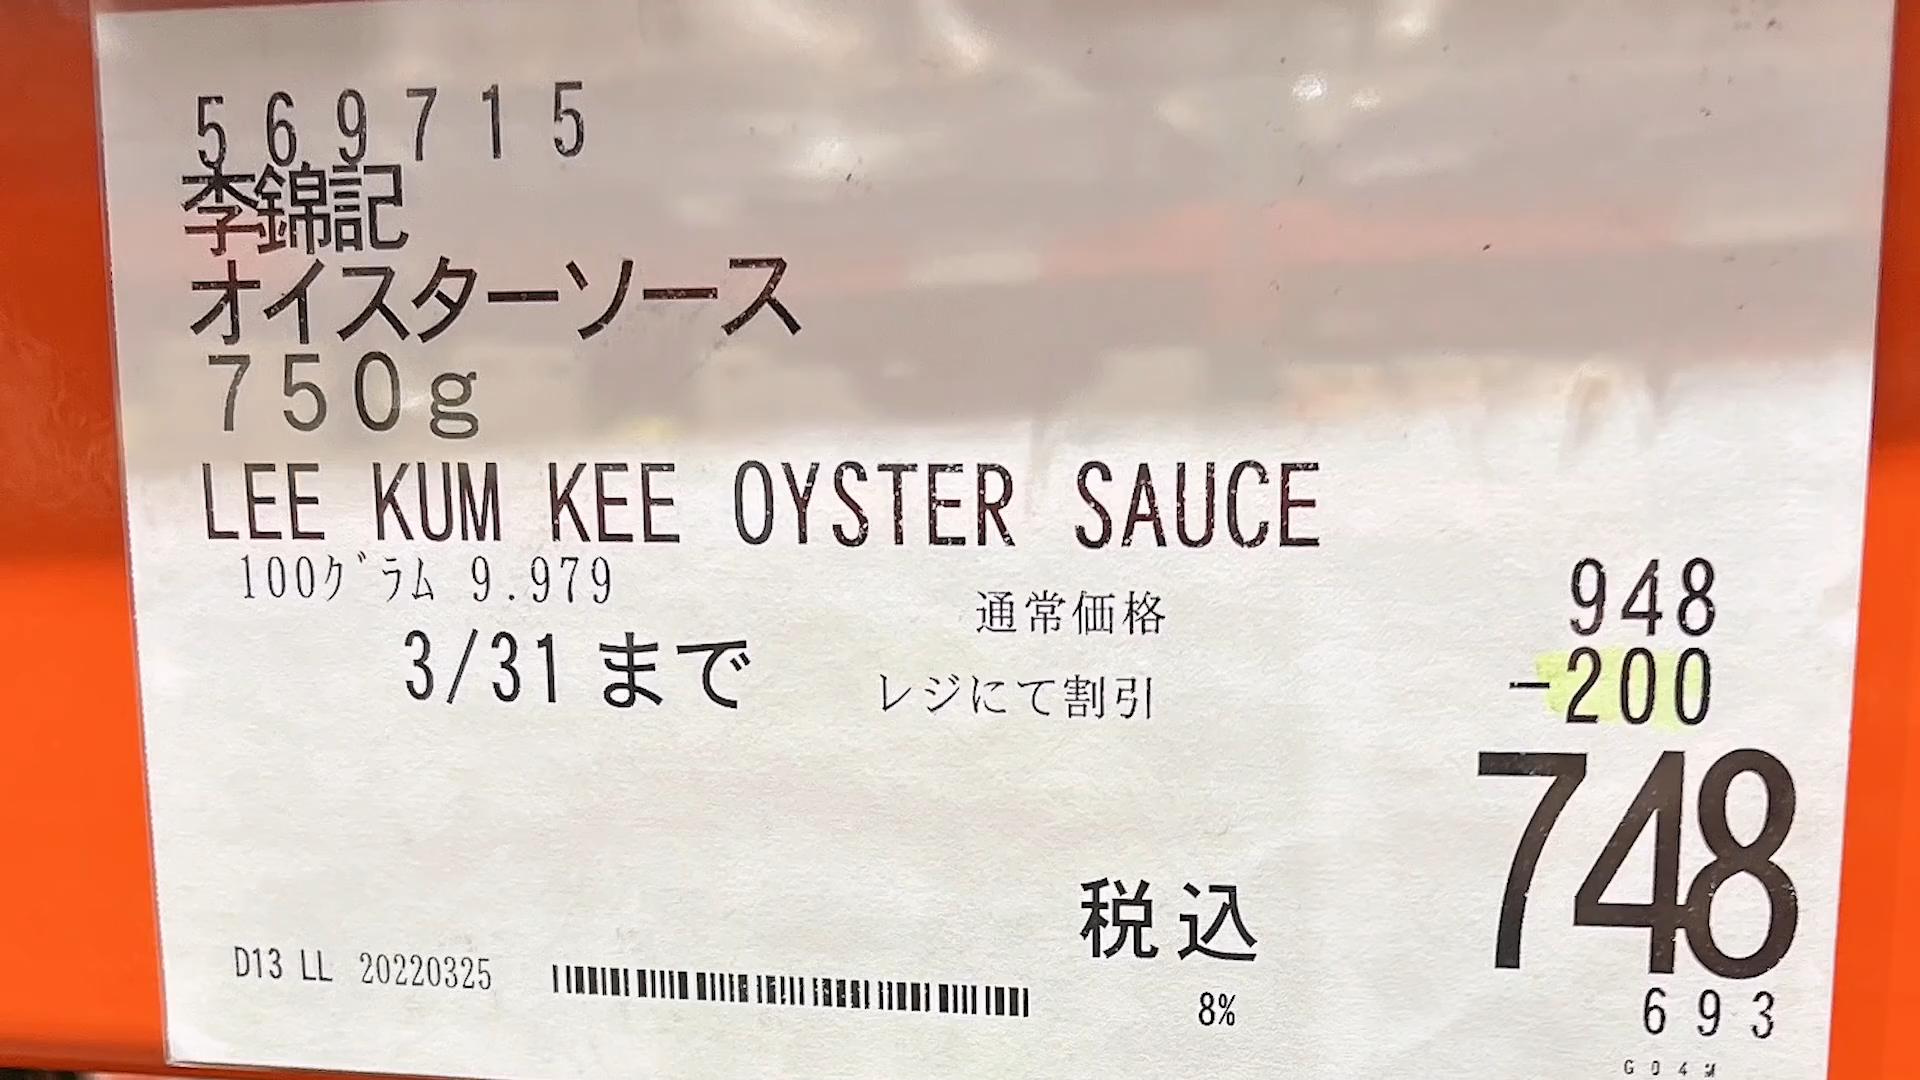 569715
李錦記
オイスターソース
750g
LEE KUM KEE OYSTER SAUCE
100グラム 9.979
通常価格 948
3/31まで レジにて割引 -200
748
税込
8% 693
D13 LL 20220325
G04M